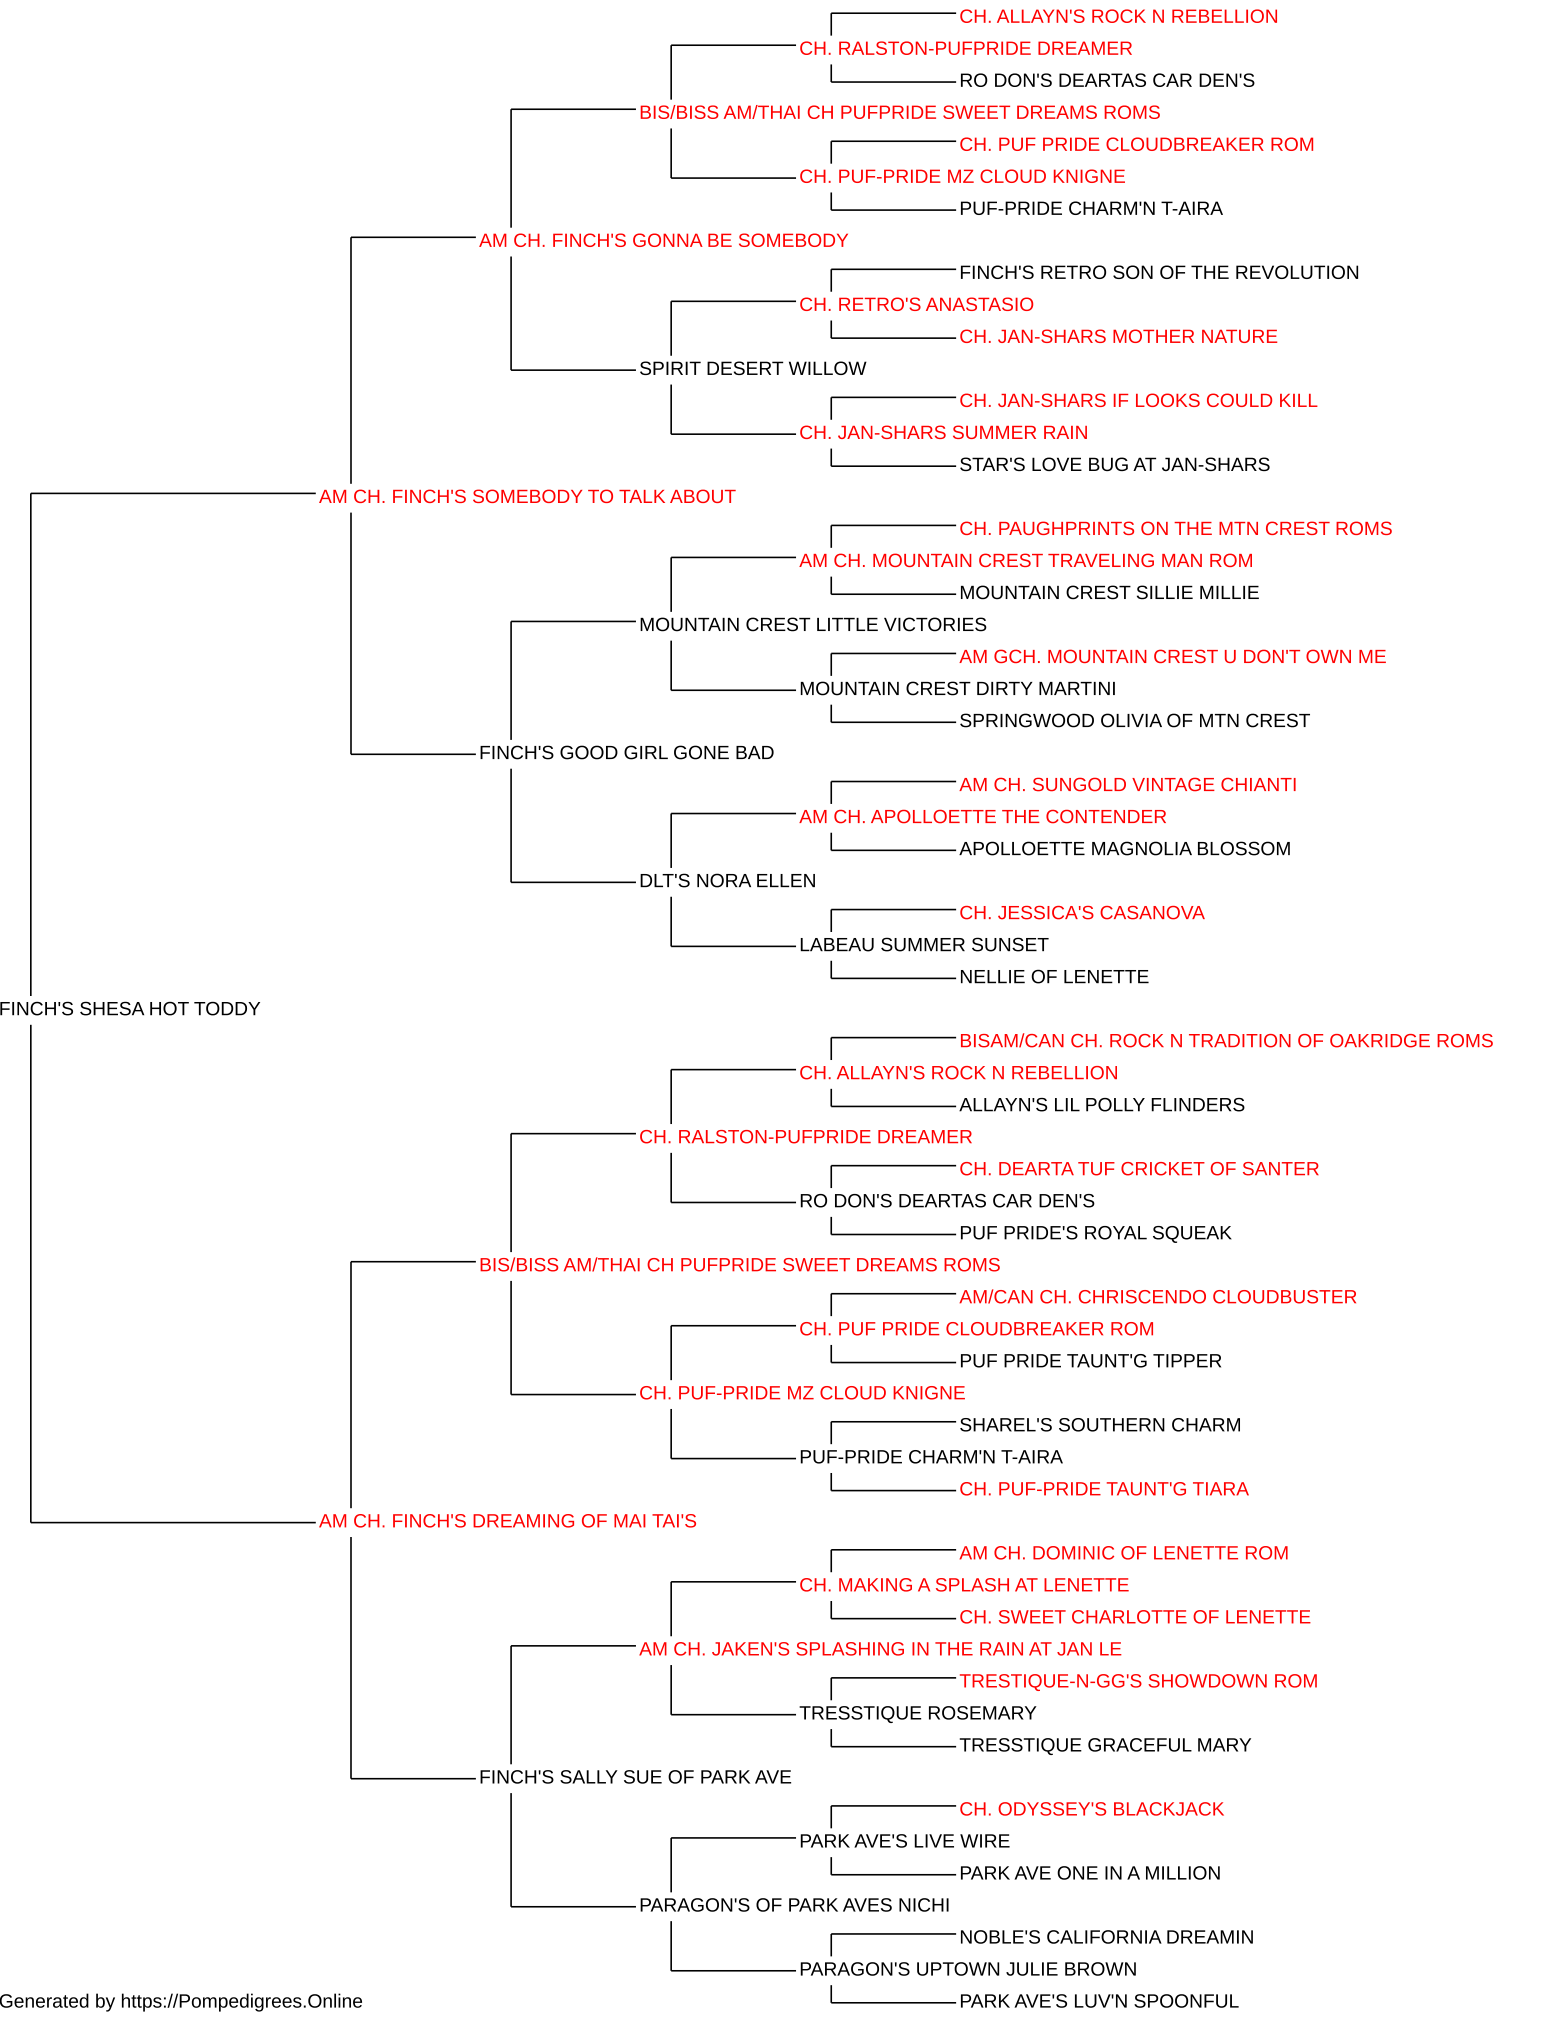 CH. ALLAYN'S ROCK N REBELLION
CH. RALSTON-PUFPRIDE DREAMER
RO DON'S DEARTAS CAR DEN'S
BIS/BISS AM/THAI CH PUFPRIDE SWEET DREAMS ROMS
CH. PUF PRIDE CLOUDBREAKER ROM
CH. PUF-PRIDE MZ CLOUD KNIGNE
PUF-PRIDE CHARM'N T-AIRA
AM CH. FINCH'S GONNA BE SOMEBODY
FINCH'S RETRO SON OF THE REVOLUTION
CH. RETRO'S ANASTASIO
CH. JAN-SHARS MOTHER NATURE
SPIRIT DESERT WILLOW
CH. JAN-SHARS IF LOOKS COULD KILL
CH. JAN-SHARS SUMMER RAIN
STAR'S LOVE BUG AT JAN-SHARS
AM CH. FINCH'S SOMEBODY TO TALK ABOUT
CH. PAUGHPRINTS ON THE MTN CREST ROMS
AM CH. MOUNTAIN CREST TRAVELING MAN ROM
MOUNTAIN CREST SILLIE MILLIE
MOUNTAIN CREST LITTLE VICTORIES
AM GCH. MOUNTAIN CREST U DON'T OWN ME
MOUNTAIN CREST DIRTY MARTINI
SPRINGWOOD OLIVIA OF MTN CREST
FINCH'S GOOD GIRL GONE BAD
AM CH. SUNGOLD VINTAGE CHIANTI
AM CH. APOLLOETTE THE CONTENDER
APOLLOETTE MAGNOLIA BLOSSOM
DLT'S NORA ELLEN
CH. JESSICA'S CASANOVA
LABEAU SUMMER SUNSET
NELLIE OF LENETTE
FINCH'S SHESA HOT TODDY
BISAM/CAN CH. ROCK N TRADITION OF OAKRIDGE ROMS
CH. ALLAYN'S ROCK N REBELLION
ALLAYN'S LIL POLLY FLINDERS
CH. RALSTON-PUFPRIDE DREAMER
CH. DEARTA TUF CRICKET OF SANTER
RO DON'S DEARTAS CAR DEN'S
PUF PRIDE'S ROYAL SQUEAK
BIS/BISS AM/THAI CH PUFPRIDE SWEET DREAMS ROMS
AM/CAN CH. CHRISCENDO CLOUDBUSTER
CH. PUF PRIDE CLOUDBREAKER ROM
PUF PRIDE TAUNT'G TIPPER
CH. PUF-PRIDE MZ CLOUD KNIGNE
SHAREL'S SOUTHERN CHARM
PUF-PRIDE CHARM'N T-AIRA
CH. PUF-PRIDE TAUNT'G TIARA
AM CH. FINCH'S DREAMING OF MAI TAI'S
AM CH. DOMINIC OF LENETTE ROM
CH. MAKING A SPLASH AT LENETTE
CH. SWEET CHARLOTTE OF LENETTE
AM CH. JAKEN'S SPLASHING IN THE RAIN AT JAN LE
TRESTIQUE-N-GG'S SHOWDOWN ROM
TRESSTIQUE ROSEMARY
TRESSTIQUE GRACEFUL MARY
FINCH'S SALLY SUE OF PARK AVE
CH. ODYSSEY'S BLACKJACK
PARK AVE'S LIVE WIRE
PARK AVE ONE IN A MILLION
PARAGON'S OF PARK AVES NICHI
NOBLE'S CALIFORNIA DREAMIN
PARAGON'S UPTOWN JULIE BROWN
PARK AVE'S LUV'N SPOONFUL
Generated by https://Pompedigrees.Online